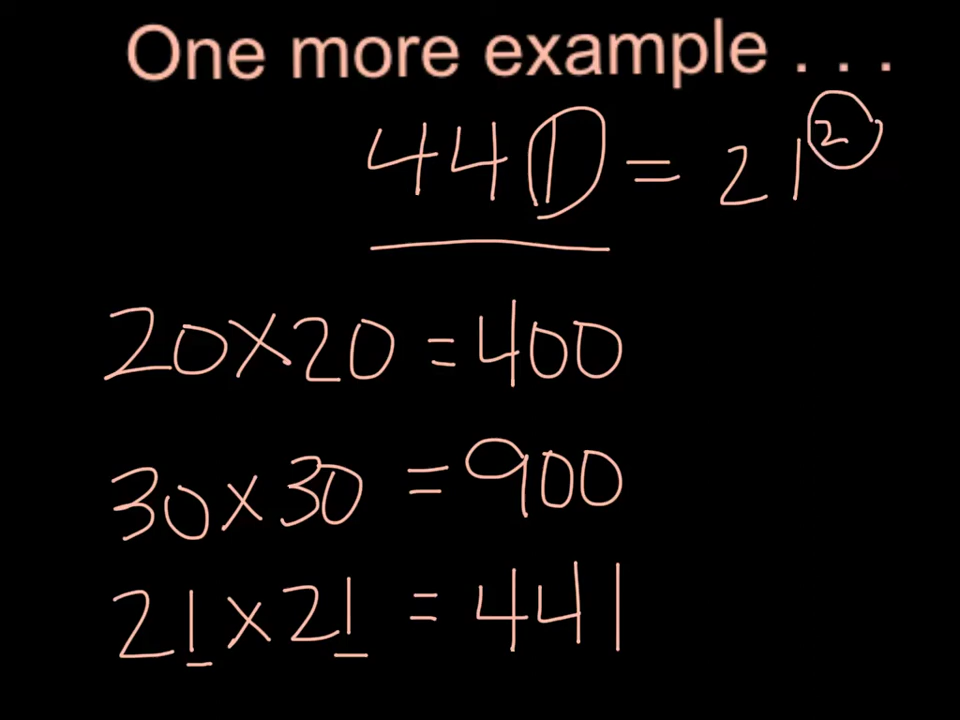 One more example . . .
441 = 21²
20 x 20 = 400
30 x 30 = 900
21 x 21 = 441